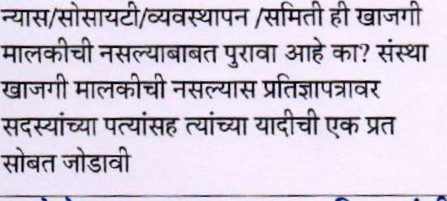 न्यास/सोसायटी/व्यवस्थापन /समिती ही खाजगी
मालकीची नसल्याबाबत पुरावा आहे का? संस्था
खाजगी मालकीची नसल्यास प्रतिज्ञापत्रावर
सदस्यांच्या पत्यांसह त्यांच्या यादीची एक प्रत
सोबत जोडावी